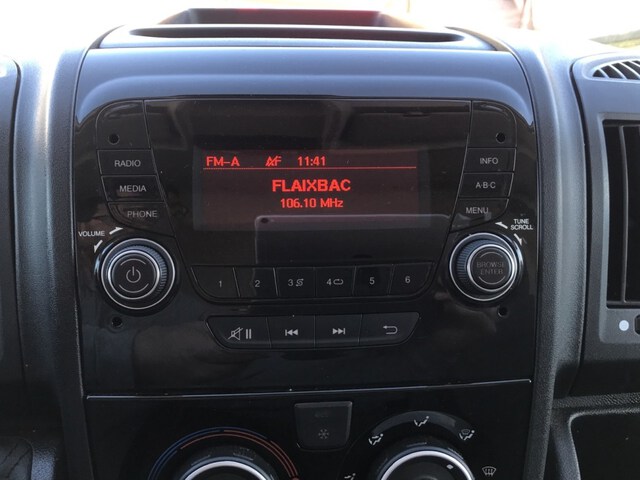 FM-A AF 11:41
FLAIXBAC
106.10 MHz
RADIO
INFO
MEDIA
A·B·C
PHONE
MENU
VOLUME
TUNE
SCROLL
BROWSE
ENTER
1 2 3 4 5 6